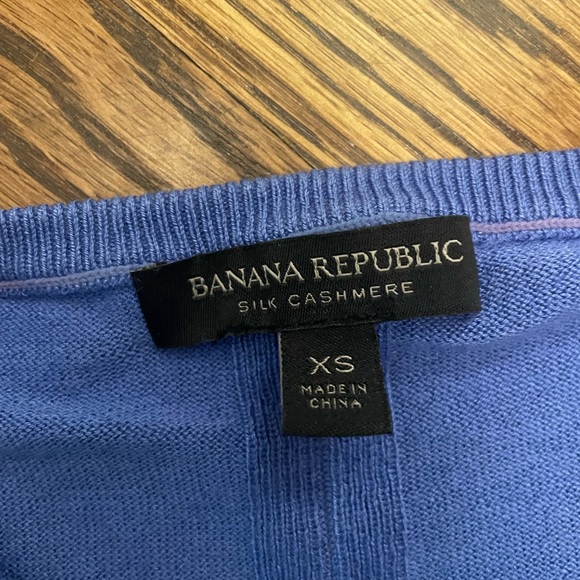 BANANA REPUBLIC
SILK CASHMERE
XS
MADE IN
CHINA